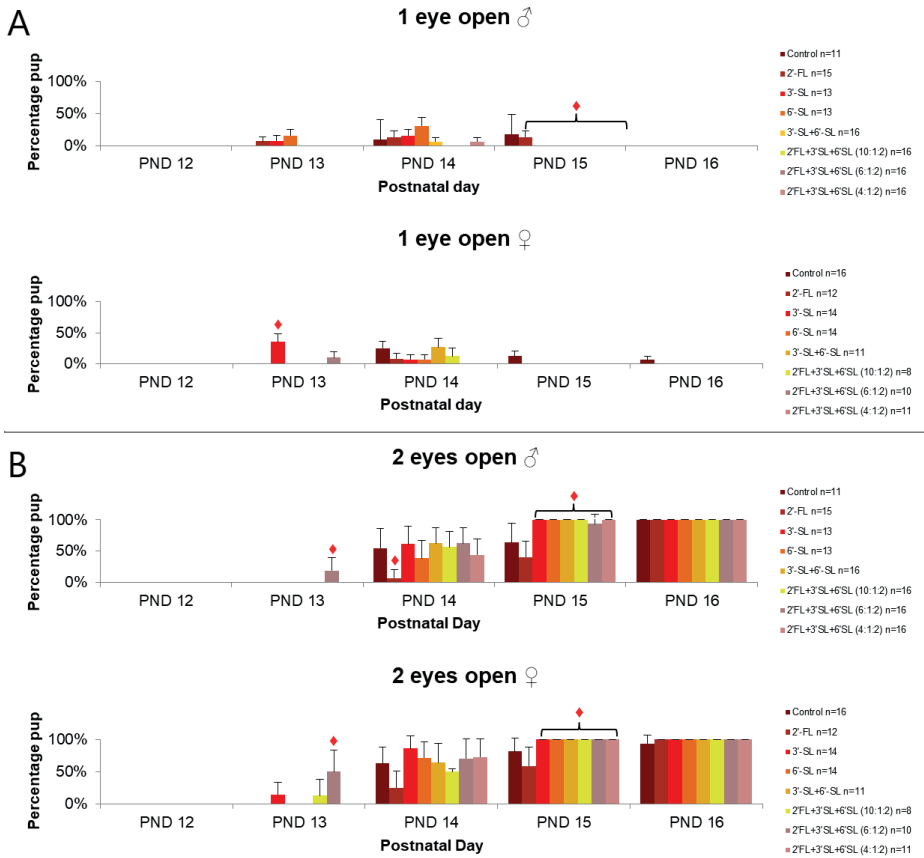 A
1 eye open ♂
Percentage pup
100%
50%
0%
PND 12 PND 13 PND 14 PND 15 PND 16
Postnatal day
Control n=11
2'-FL n=15
3'-SL n=13
6'-SL n=13
3'-SL+6'-SL n=16
2'FL+3'SL+6'SL (10:1:2) n=16
2'FL+3'SL+6'SL (6:1:2) n=16
2'FL+3'SL+6'SL (4:1:2) n=16
1 eye open ♀
Percentage pup
100%
50%
0%
PND 12 PND 13 PND 14 PND 15 PND 16
Postnatal day
Control n=16
2'-FL n=12
3'-SL n=14
6'-SL n=14
3'-SL+6'-SL n=11
2'FL+3'SL+6'SL (10:1:2) n=8
2'FL+3'SL+6'SL (6:1:2) n=10
2'FL+3'SL+6'SL (4:1:2) n=11
B
2 eyes open ♂
Percentage pup
100%
50%
0%
PND 12 PND 13 PND 14 PND 15 PND 16
Postnatal Day
Control n=11
2'-FL n=15
3'-SL n=13
6'-SL n=13
3'-SL+6'-SL n=16
2'FL+3'SL+6'SL (10:1:2) n=16
2'FL+3'SL+6'SL (6:1:2) n=16
2'FL+3'SL+6'SL (4:1:2) n=16
2 eyes open ♀
Percentage pup
100%
50%
0%
PND 12 PND 13 PND 14 PND 15 PND 16
Postnatal Day
Control n=16
2'-FL n=12
3'-SL n=14
6'-SL n=14
3'-SL+6'-SL n=11
2'FL+3'SL+6'SL (10:1:2) n=8
2'FL+3'SL+6'SL (6:1:2) n=10
2'FL+3'SL+6'SL (4:1:2) n=11